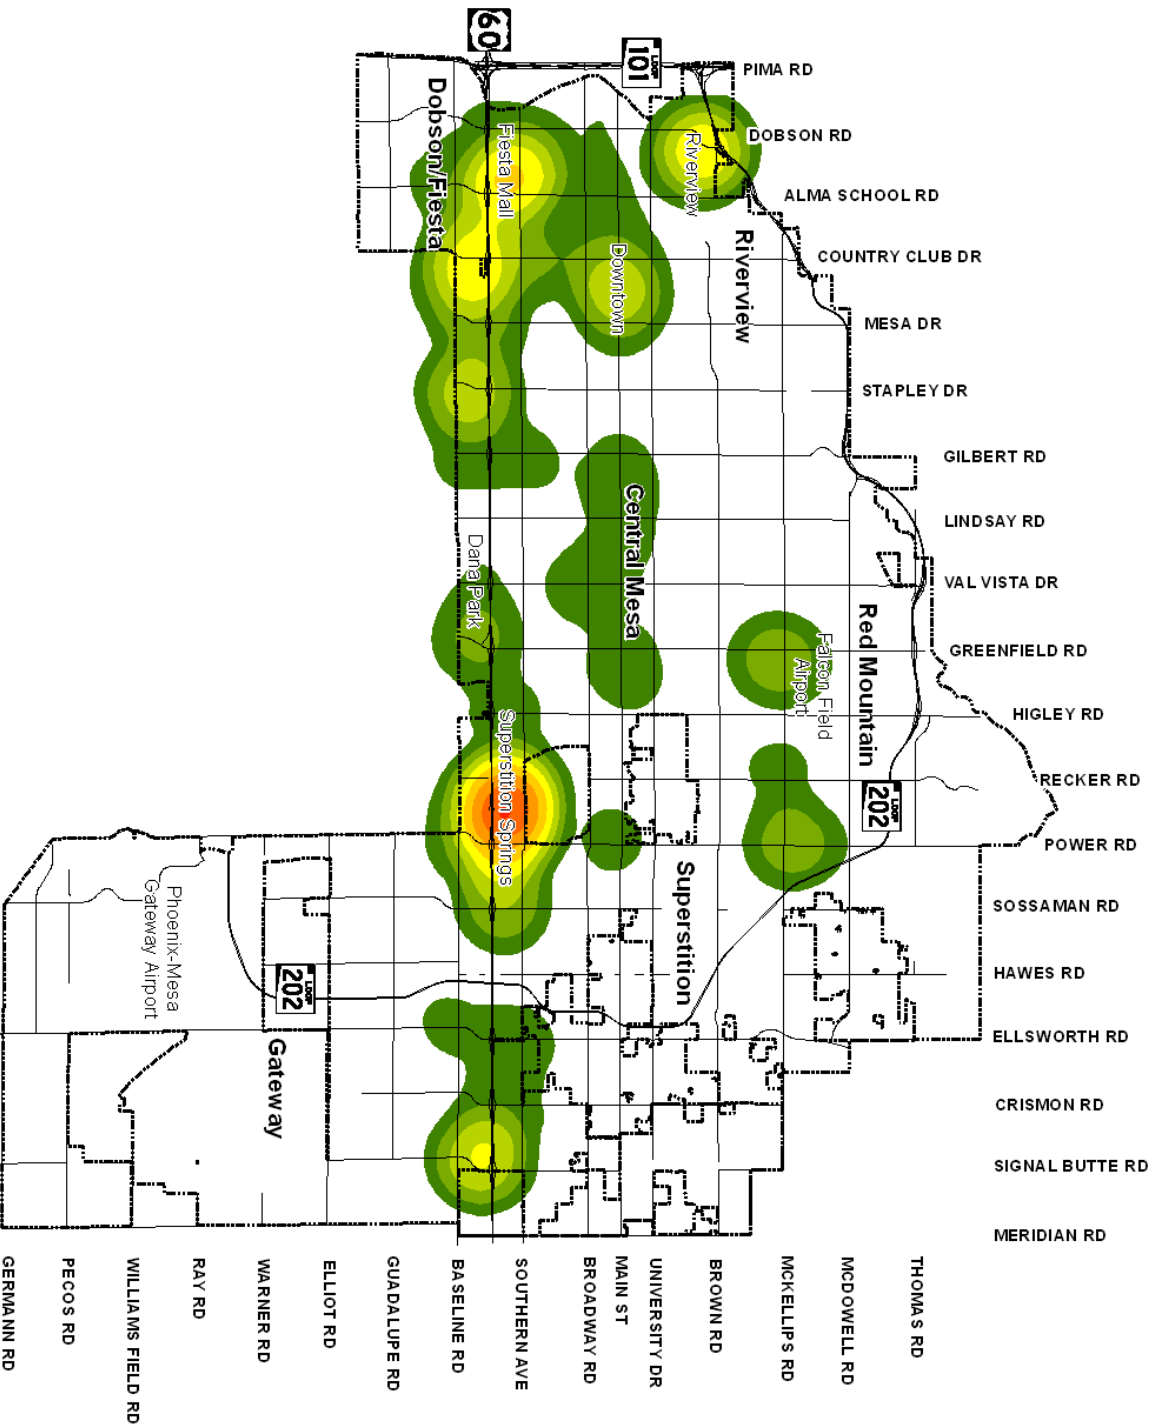 60
LOOP
101
PIMA RD
DOBSON RD
ALMA SCHOOL RD
COUNTRY CLUB DR
MESA DR
STAPLEY DR
GILBERT RD
LINDSAY RD
VAL VISTA DR
GREENFIELD RD
HIGLEY RD
RECKER RD
POWER RD
SOSSAMAN RD
HAWES RD
ELLSWORTH RD
CRISMON RD
SIGNAL BUTTE RD
MERIDIAN RD
Dobson/Fiesta
Fiesta Mall
Riverview
Riverview
Downtown
Central Mesa
Dana Park
Red Mountain
Falcon Field
Airport
LOOP
202
Superstition Springs
Superstition
Phoenix-Mesa
Gateway Airport
LOOP
202
Gateway
GERMANN RD
PECOS RD
WILLIAMS FIELD RD
RAY RD
WARNER RD
ELLIOT RD
GUADALUPE RD
BASELINE RD
SOUTHERN AVE
BROADWAY RD
MAIN ST
UNIVERSITY DR
BROWN RD
MCKELLIPS RD
MCDOWELL RD
THOMAS RD